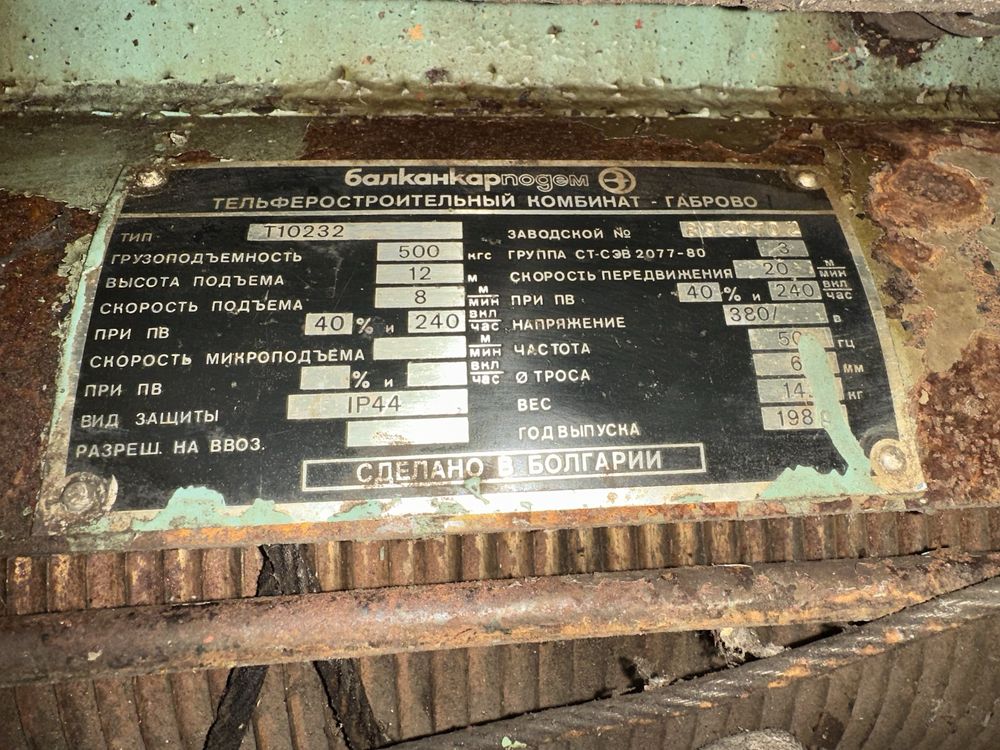 балканкарподем
ТЕЛЬФЕРОСТРОИТЕЛЬНЫЙ КОМБИНАТ - ГАБРОВО
ТИП Т10232
ГРУЗОПОДЪЕМНОСТЬ 500 кгс
ВЫСОТА ПОДЪЕМА 12 м
СКОРОСТЬ ПОДЪЕМА 8 м/мин
ПРИ ПВ 40 % и 240 вкл/час
СКОРОСТЬ МИКРОПОДЪЁМА м/мин
ПРИ ПВ % и вкл/час
ВИД ЗАЩИТЫ IP44
РАЗРЕШ. НА ВВОЗ.
ЗАВОДСКОЙ №
ГРУППА СТ-СЭВ 2077-80 3
СКОРОСТЬ ПЕРЕДВИЖЕНИЯ 20 м/мин
ПРИ ПВ 40 % и 240 вкл/час
НАПРЯЖЕНИЕ 380/ в
ЧАСТОТА гц
Ø ТРОСА мм
ВЕС кг
ГОД ВЫПУСКА
СДЕЛАНО В БОЛГАРИИ